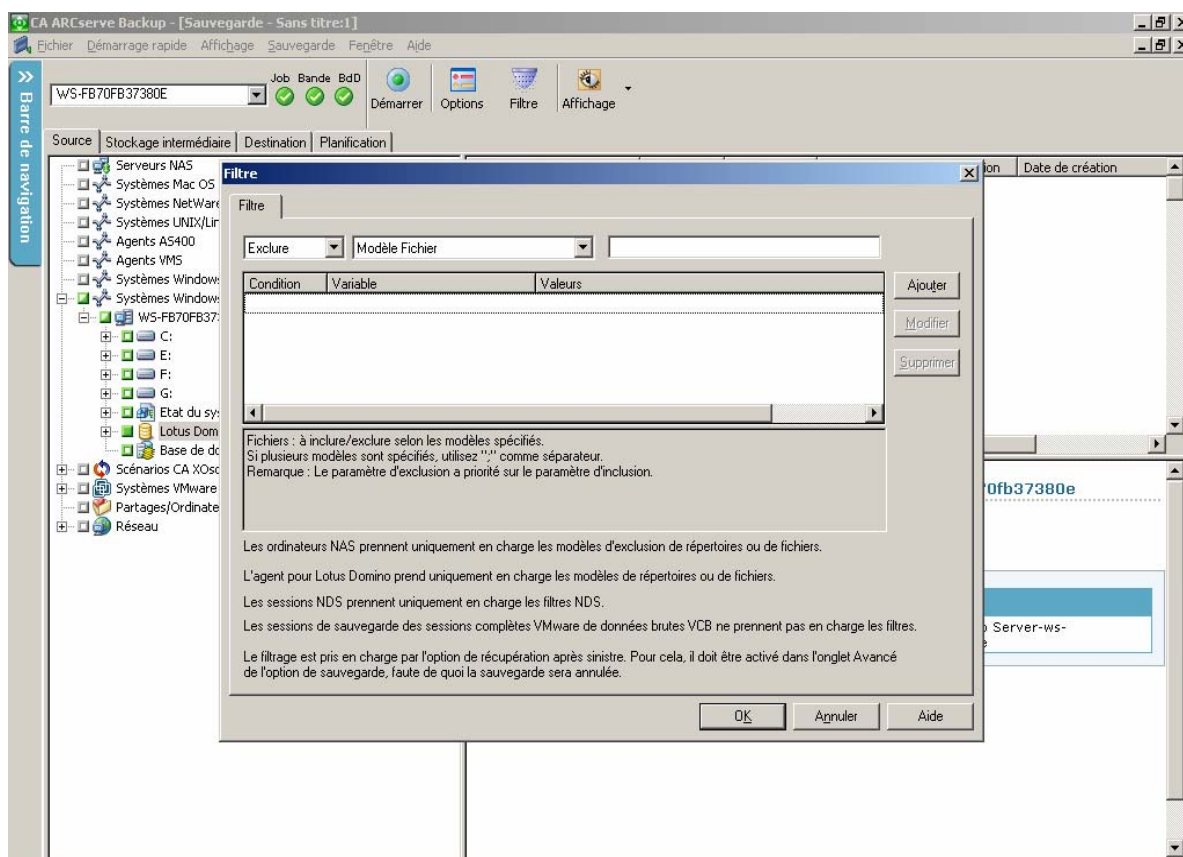 CA ARCserve Backup - [Sauvegarde - Sans titre:1]
Fichier Démarrage rapide Affichage Sauvegarde Fenêtre Aide
Barre de navigation
WS-FB70FB37380E
Job Bande BdD
Démarrer
Options
Filtre
Affichage
Source
Stockage intermédiaire
Destination
Planification
Serveurs NAS
Systèmes Mac OS
Systèmes NetWare
Systèmes UNIX/Lin
Agents AS400
Agents VMS
Systèmes Windows
Systèmes Windows
WS-FB70FB37
C:
E:
F:
G:
Etat du sy
Lotus Dom
Base de do
Scénarios CA XOso
Systèmes VMware
Partages/Ordinate
Réseau
ion
Date de création
Filtre
Filtre
Exclure
Modèle Fichier
Condition
Variable
Valeurs
Ajouter
Modifier
Supprimer
Fichiers : à inclure/exclure selon les modèles spécifiés.
Si plusieurs modèles sont spécifiés, utilisez ";" comme séparateur.
Remarque : Le paramètre d'exclusion a priorité sur le paramètre d'inclusion.
Les ordinateurs NAS prennent uniquement en charge les modèles d'exclusion de répertoires ou de fichiers.
L'agent pour Lotus Domino prend uniquement en charge les modèles de répertoires ou de fichiers.
Les sessions NDS prennent uniquement en charge les filtres NDS.
Les sessions de sauvegarde des sessions complètes VMware de données brutes VCB ne prennent pas en charge les filtres.
Le filtrage est pris en charge par l'option de récupération après sinistre. Pour cela, il doit être activé dans l'onglet Avancé
de l'option de sauvegarde, faute de quoi la sauvegarde sera annulée.
OK
Annuler
Aide
70fb37380e
o Server-ws-